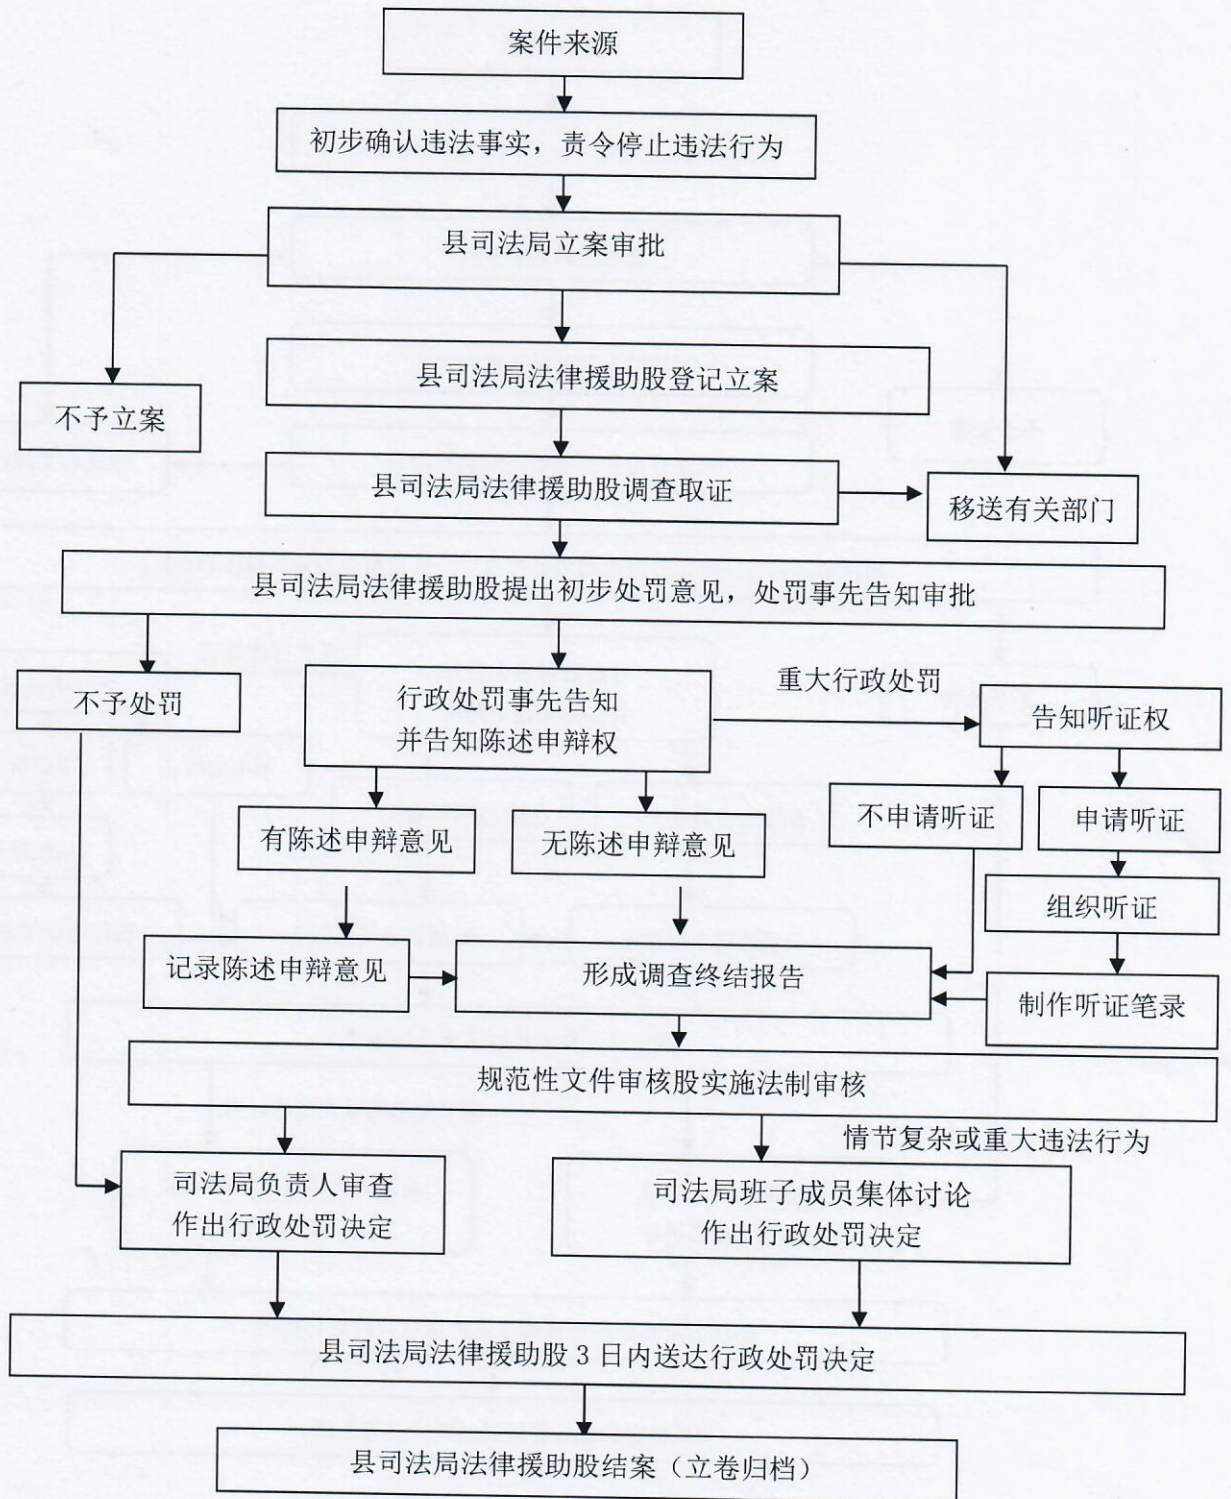 案件来源
初步确认违法事实，责令停止违法行为
县司法局立案审批
县司法局法律援助股登记立案
不予立案
县司法局法律援助股调查取证
移送有关部门
县司法局法律援助股提出初步处罚意见，处罚事先告知审批
不予处罚
行政处罚事先告知
并告知陈述申辩权
重大行政处罚
告知听证权
有陈述申辩意见
无陈述申辩意见
不申请听证
申请听证
组织听证
记录陈述申辩意见
形成调查终结报告
制作听证笔录
规范性文件审核股实施法制审核
情节复杂或重大违法行为
司法局负责人审查
作出行政处罚决定
司法局班子成员集体讨论
作出行政处罚决定
县司法局法律援助股 3 日内送达行政处罚决定
县司法局法律援助股结案（立卷归档）